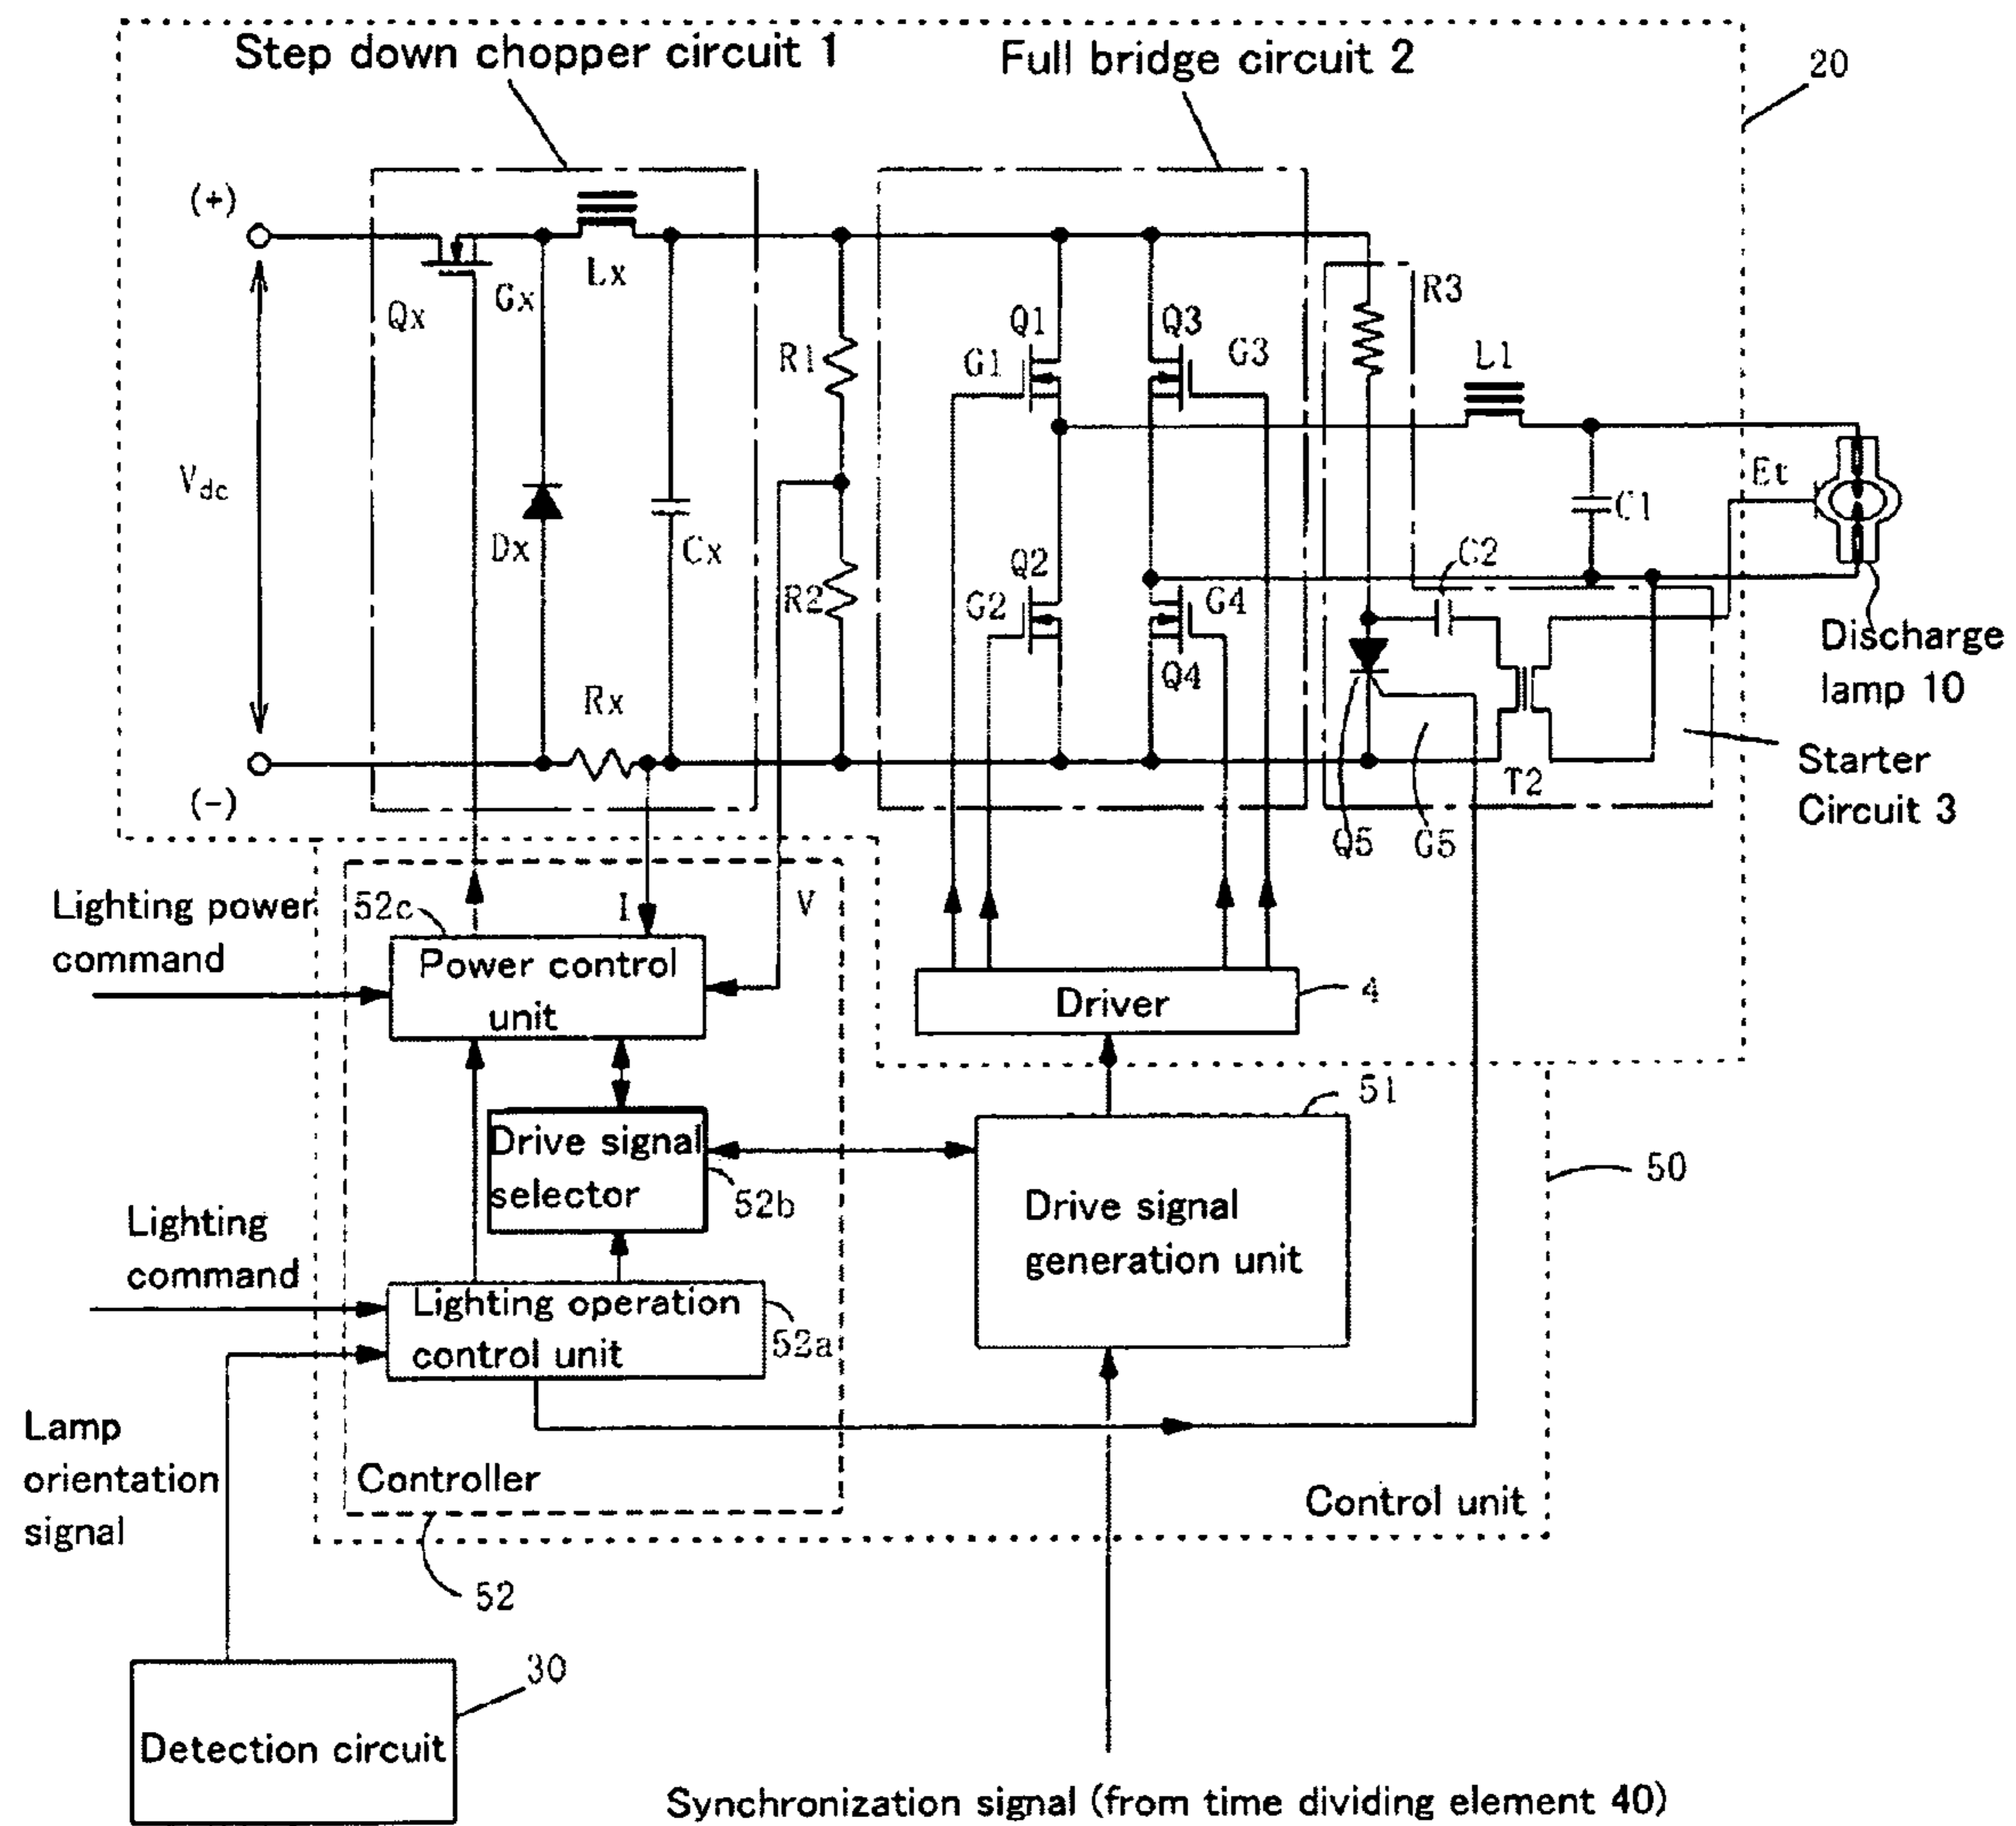 Step down chopper circuit 1
Full bridge circuit 2
20
(+)
Lx
Gx
Qx
R3
Q1
Q3
G1
G3
R1
L1
Vdc
Et
Dx
Cx
C1
C2
Q2
G2
G4
R2
Q4
Discharge
lamp 10
Rx
Starter
Circuit 3
T2
(-)
Q5
G5
Lighting power
command
52c
I
V
Power control
unit
Driver
4
51
Drive signal
selector
52b
Drive signal
generation unit
50
Lighting
command
Lighting operation
control unit
52a
Lamp
orientation
signal
Controller
Control unit
52
30
Detection circuit
Synchronization signal (from time dividing element 40)